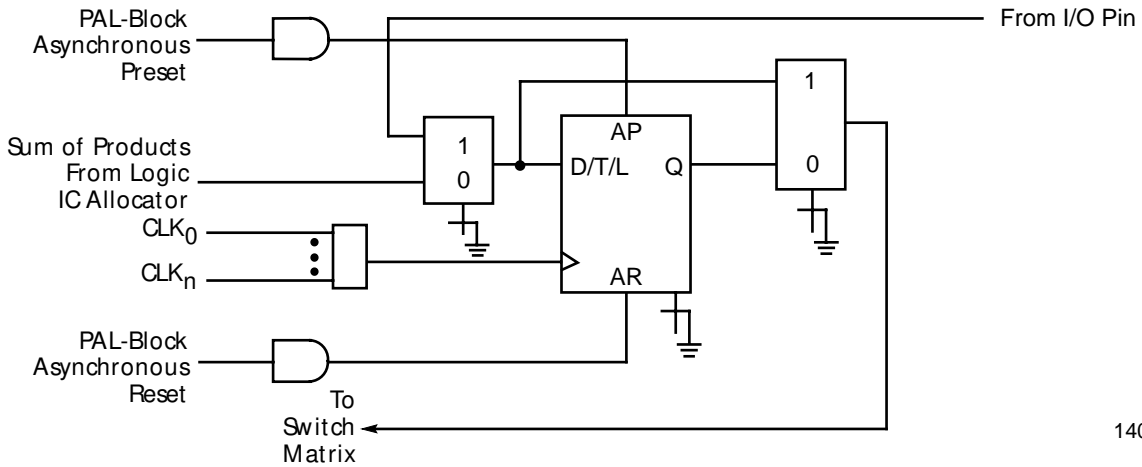 PAL-Block
Asynchronous
Preset
From I/O Pin
Sum of Products
From Logic
IC Allocator
1
0
AP
D/T/L Q
AR
1
0
CLK0
CLKn
PAL-Block
Asynchronous
Reset
To
Switch
Matrix